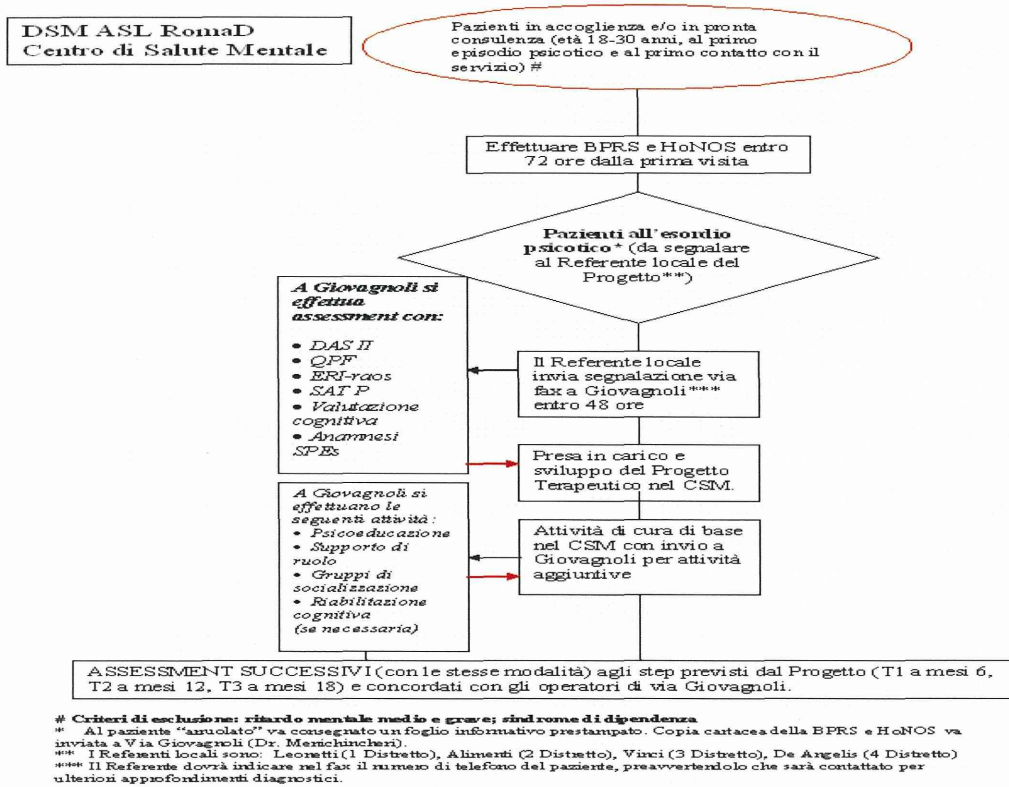 DSM ASL RomaD
Centro di Salute Mentale
Pazienti in accoglienza e/o in pronta
consulenza (età 18-30 anni, al primo
episodio psicotico e al primo contatto con il
servizio) #
Effettuare BPRS e HoNOS entro
72 ore dalla prima visita
Pazienti all'esordio
psicotico* (da segnalare
al Referente locale del
Progetto**)
A Giovagnoli si
effettua
assessment con:
• DAS II
• QPF
• ERI-raos
• SAT P
• Valutazione
cognitiva
• Anamnesi
SPEs
Il Referente locale
invia segnalazione via
fax a Giovagnoli***
entro 48 ore
Presa in carico e
sviluppo del Progetto
Terapeutico nel CSM.
A Giovagnoli si
effettuano le
seguenti attività:
• Psicoeducazione
• Supporto di
ruolo
• Gruppi di
socializzazione
• Riabilitazione
cognitiva
(se necessaria)
Attività di cura di base
nel CSM con invio a
Giovagnoli per attività
aggiuntive
ASSESSMENT SUCCESSIVI (con le stesse modalità) agli step previsti dal Progetto (T1 a mesi 6,
T2 a mesi 12, T3 a mesi 18) e concordati con gli operatori di via Giovagnoli.
# Criteri di esclusione: ritardo mentale medio e grave; sindrome di dipendenza
* Al paziente "arruolato" va consegnato un foglio informativo prestampato. Copia cartacea della BPRS e HoNOS va
inviata a Via Giovagnoli (Dr. Menichincheri).
** I Referenti locali sono: Leonetti (1 Distretto), Alimenti (2 Distretto), Vinci (3 Distretto), De Angelis (4 Distretto)
*** Il Referente dovrà indicare nel fax il numero di telefono del paziente, preavvertendolo che sarà contattato per
ulteriori approfondimenti diagnostici.